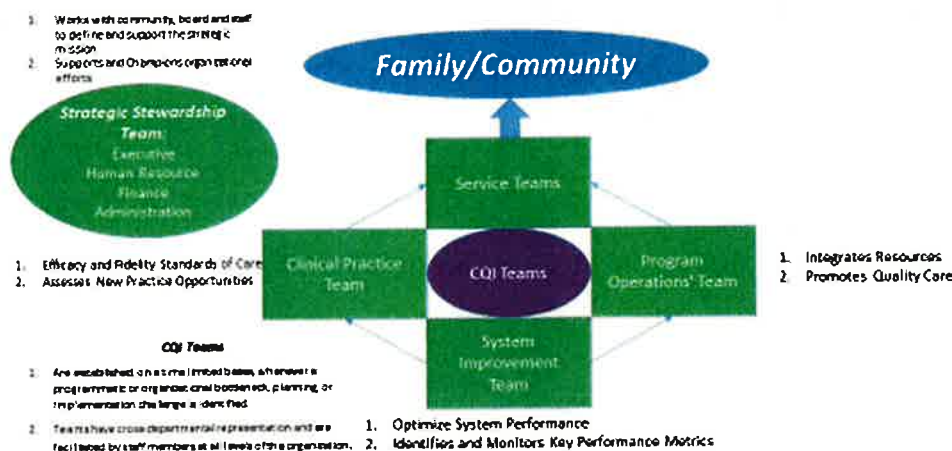 1. Works with community, board and staff
to define and support the strategic
mission
2. Supports and Champions organizational
efforts
Family/Community
Strategic Stewardship
Team:
Executive
Human Resource
Finance
Administration
Service Teams
1. Efficacy and Fidelity Standards of Care
2. Assesses New Practice Opportunities
Clinical Practice
Team
CQI Teams
Program
Operations' Team
1. Integrates Resources
2. Promotes Quality Care
System
Improvement
Team
CQI Teams
1. Are established, on a time limited bases, whenever a
programmatic or organizational bottleneck, planning, or
implementation challenge is identified.
2. Teams have cross departmental representation and are
facilitated by staff members at all levels of the organization.
1. Optimize System Performance
2. Identifies and Monitors Key Performance Metrics